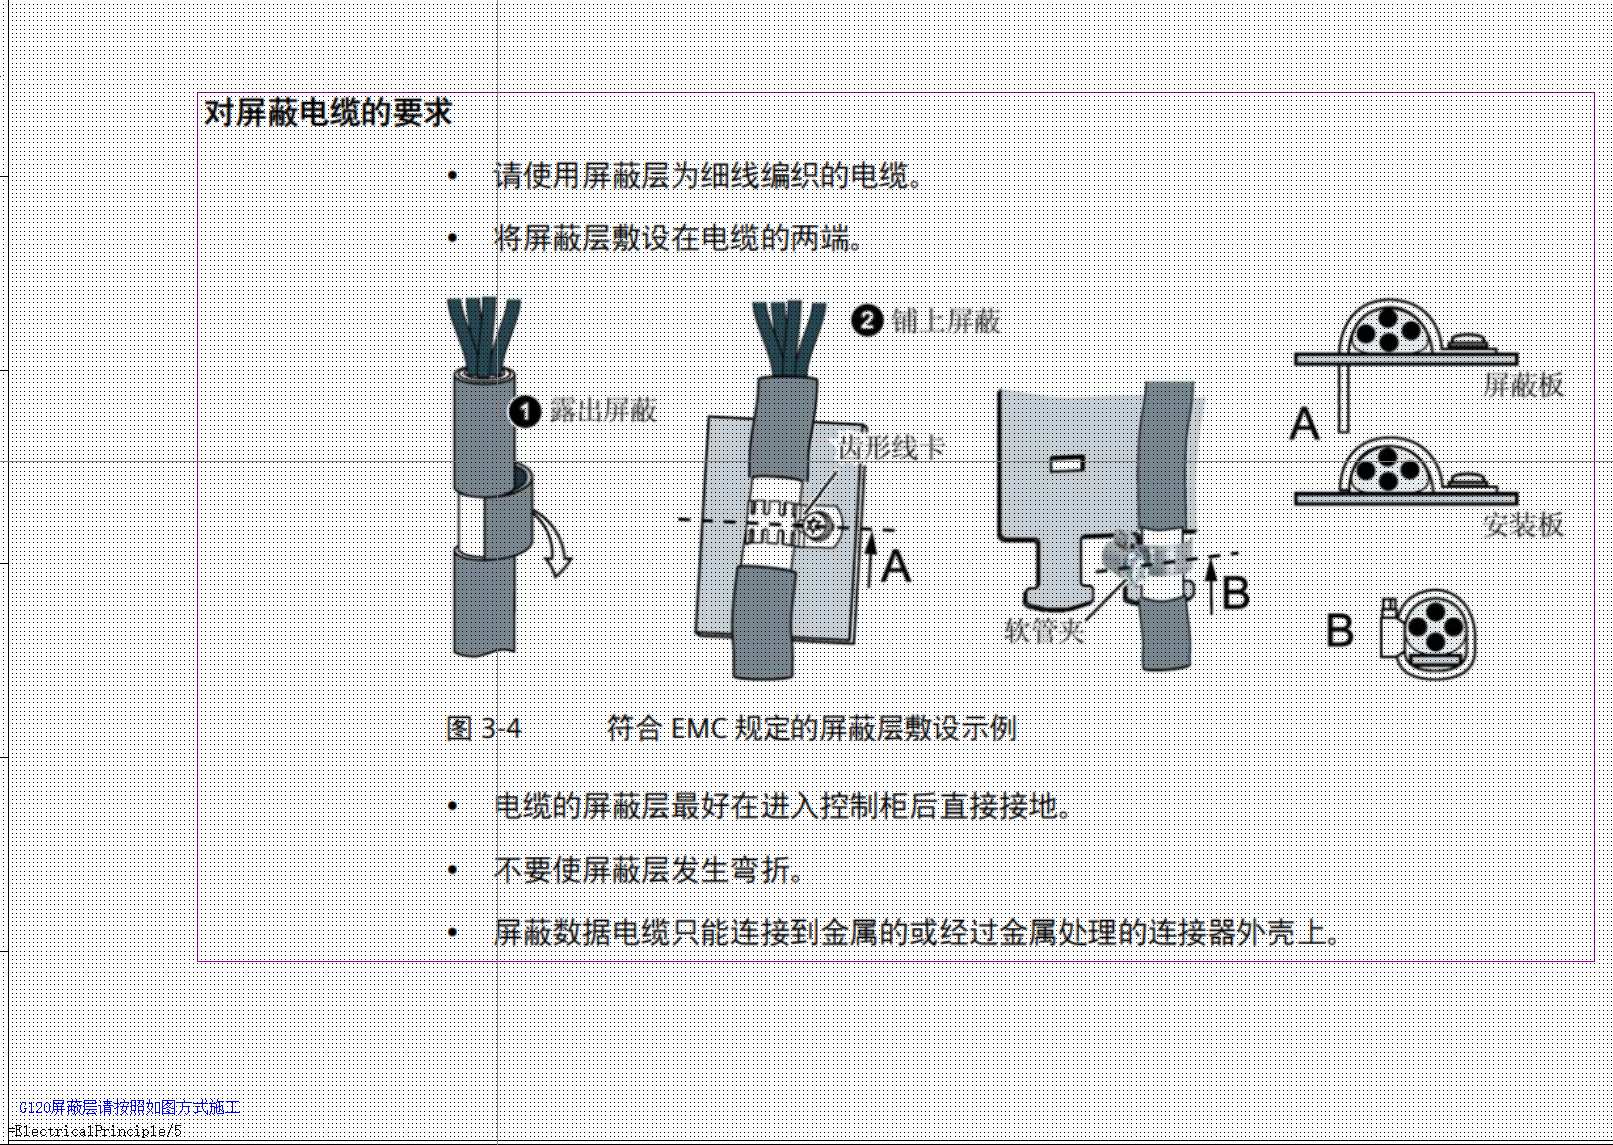 对屏蔽电缆的要求
• 请使用屏蔽层为细线编织的电缆。
• 将屏蔽层敷设在电缆的两端。
❷ 铺上屏蔽
屏蔽板
❶ 露出屏蔽
A
齿形线卡
安装板
A
B
B
软管夹
图 3-4 符合 EMC 规定的屏蔽层敷设示例
• 电缆的屏蔽层最好在进入控制柜后直接接地。
• 不要使屏蔽层发生弯折。
• 屏蔽数据电缆只能连接到金属的或经过金属处理的连接器外壳上。
G120屏蔽层请按照如图方式施工
=ElectricalPrinciple/5